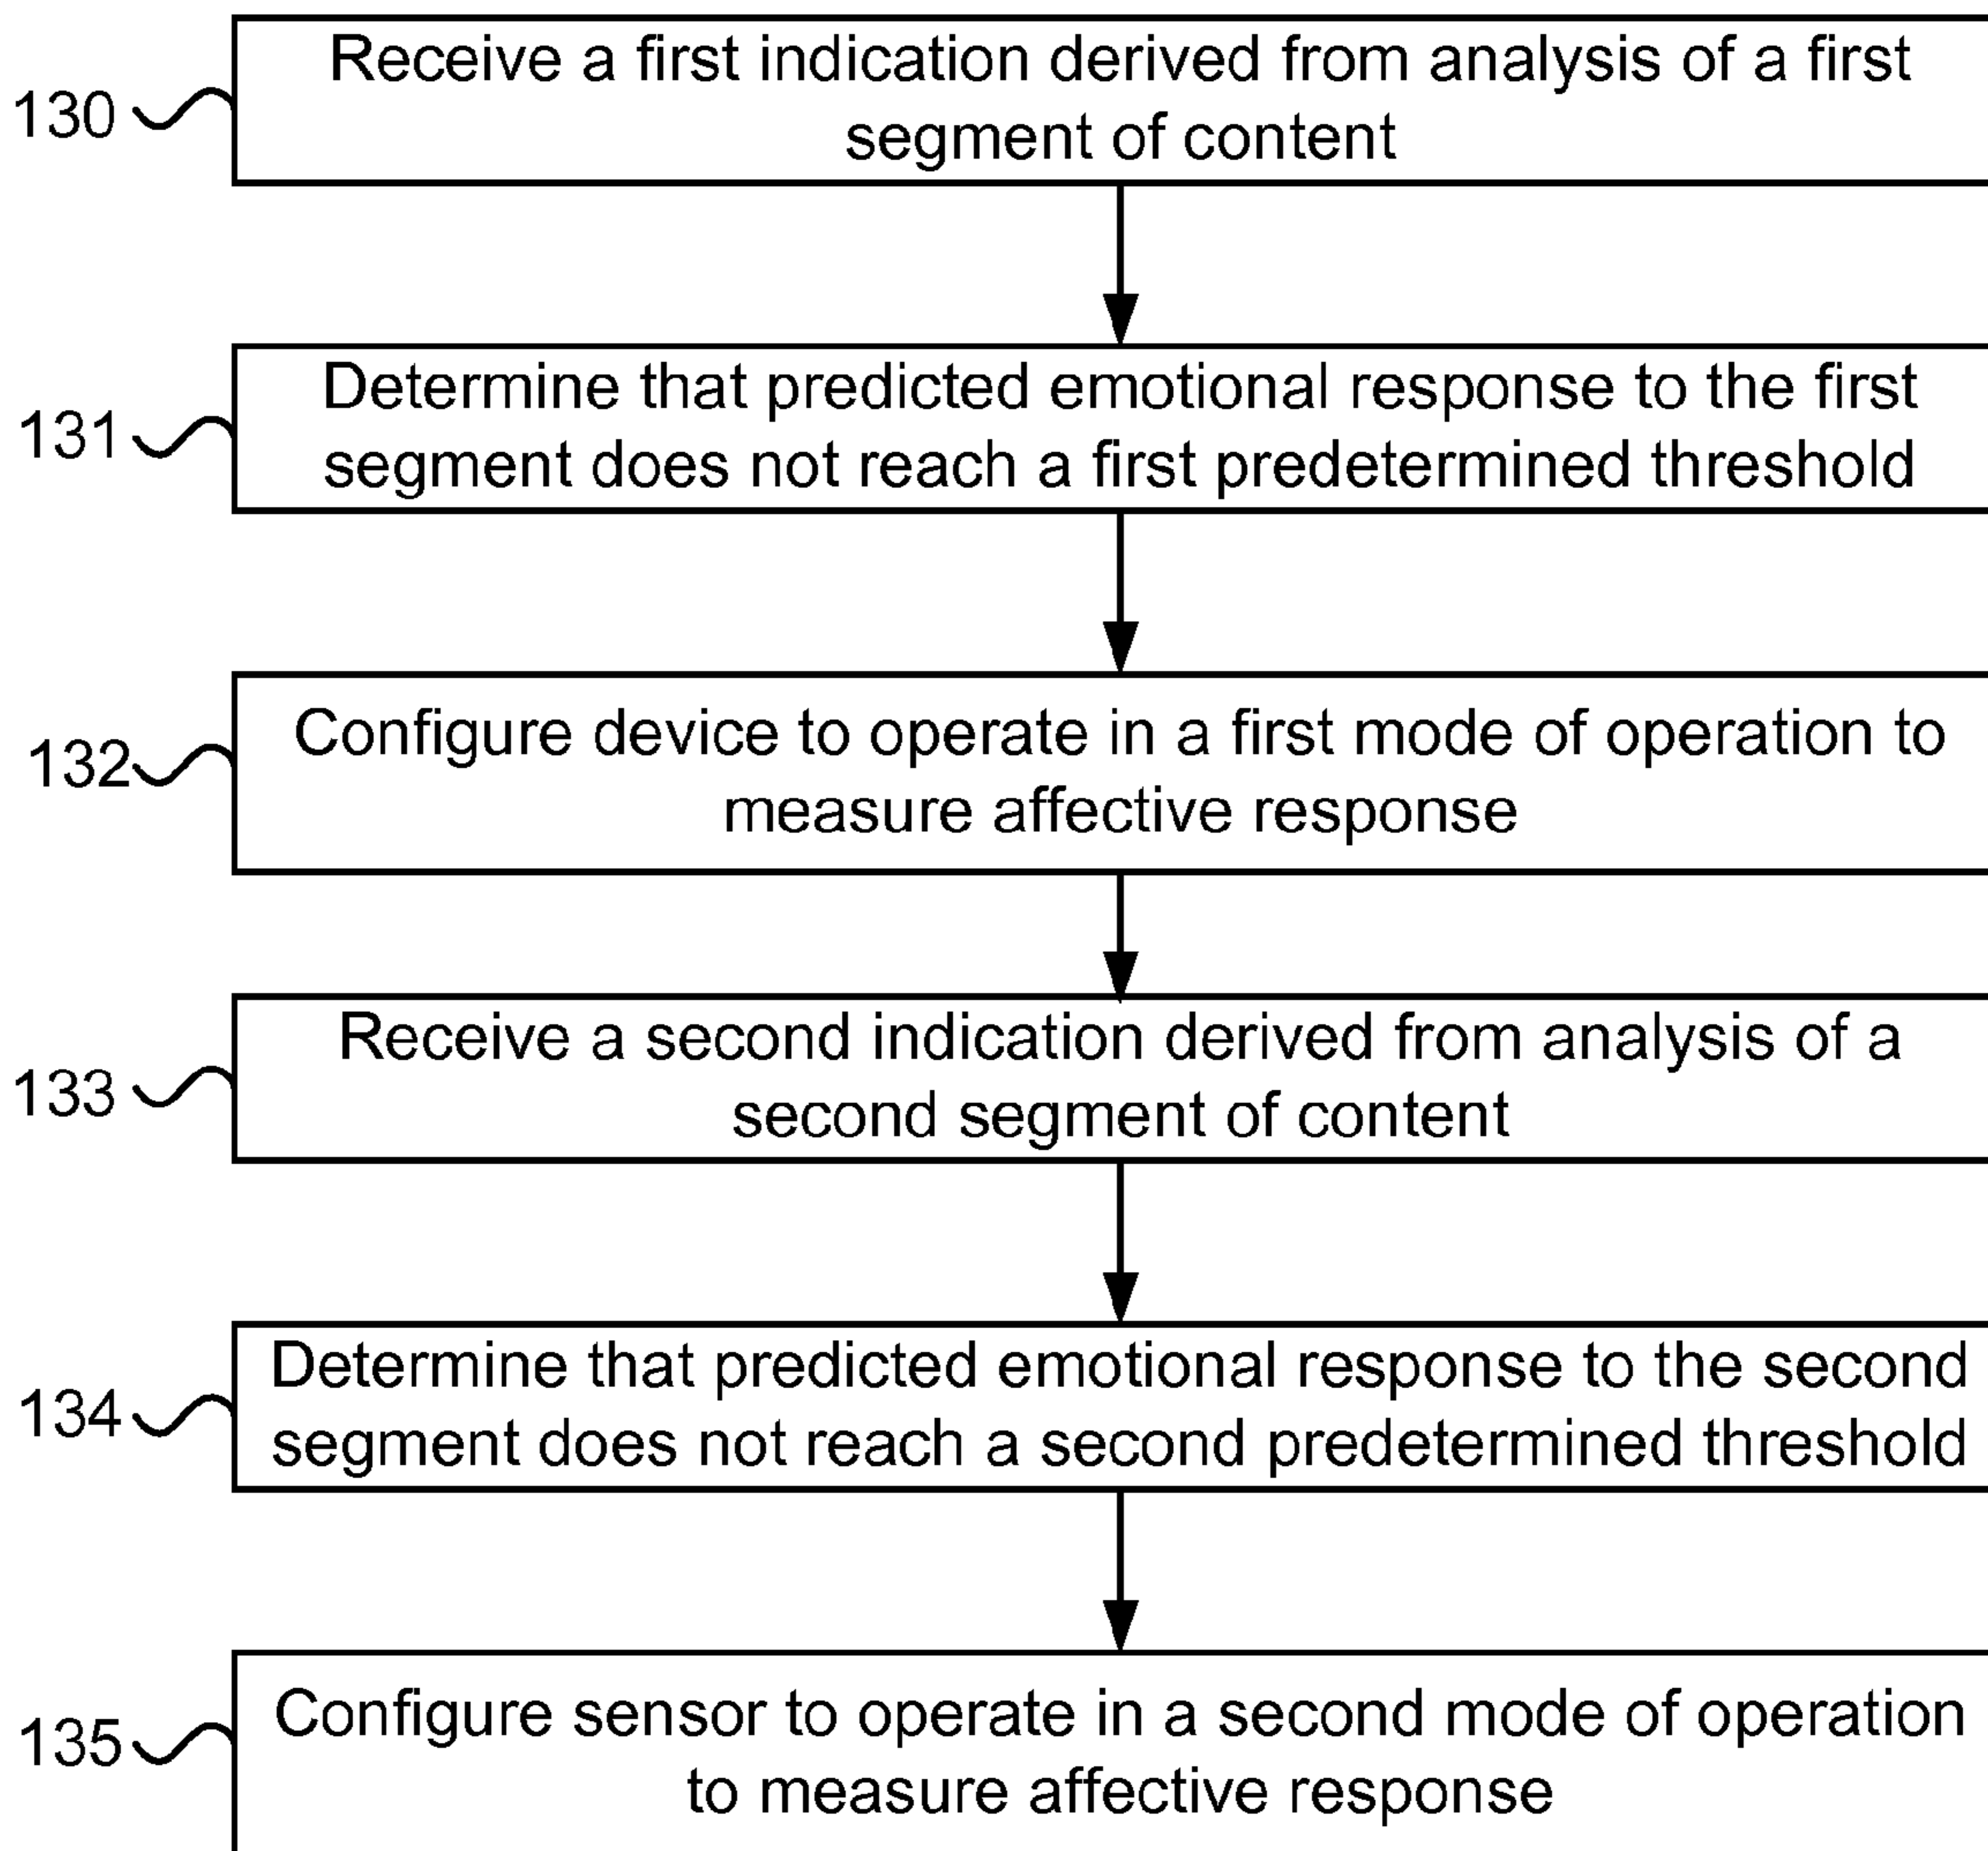 130
Receive a first indication derived from analysis of a first
segment of content
131
Determine that predicted emotional response to the first
segment does not reach a first predetermined threshold
132
Configure device to operate in a first mode of operation to
measure affective response
133
Receive a second indication derived from analysis of a
second segment of content
134
Determine that predicted emotional response to the second
segment does not reach a second predetermined threshold
135
Configure sensor to operate in a second mode of operation
to measure affective response